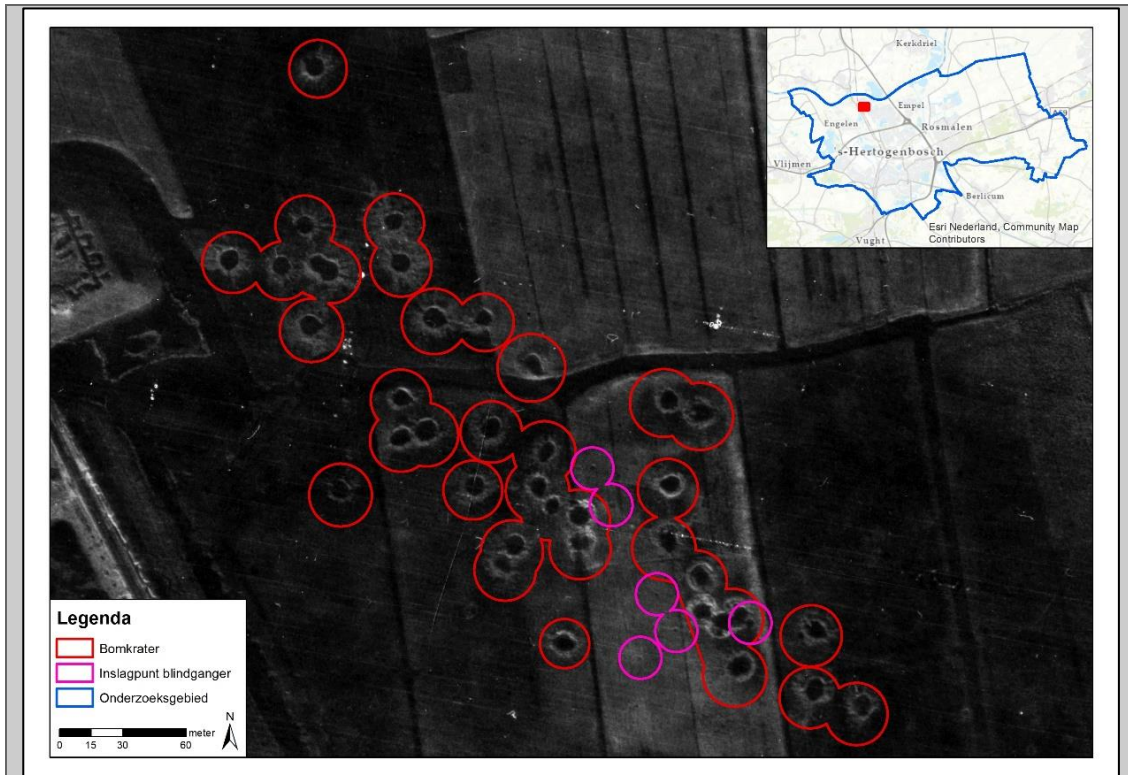 Kerkdriel
Empel
Engelen
Rosmalen
s-Hertogenbosch
Vlijmen
Berlicum
Vught
Esri Nederland, Community Map
Contributors
Legenda
Bomkrater
Inslagpunt blindganger
Onderzoeksgebied
N
meter
0 15 30 60